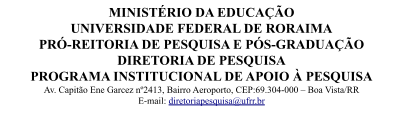 MINISTÉRIO DA EDUCAÇÃO
UNIVERSIDADE FEDERAL DE RORAIMA
PRÓ-REITORIA DE PESQUISA E PÓS-GRADUAÇÃO
DIRETORIA DE PESQUISA
PROGRAMA INSTITUCIONAL DE APOIO À PESQUISA
Av. Capitão Ene Garcez nº2413, Bairro Aeroporto, CEP:69.304-000 – Boa Vista/RR
E-mail: diretoriapesquisa@ufrr.br